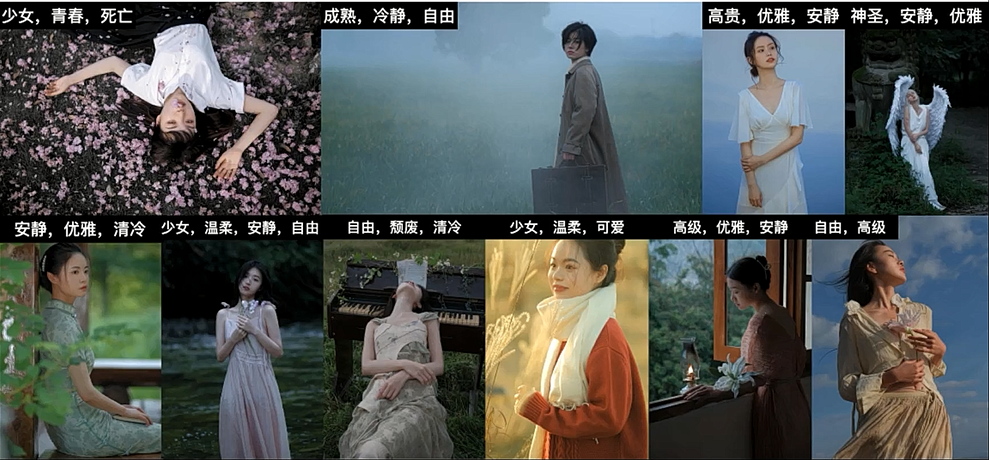 少女，青春，死亡
成熟，冷静，自由
高贵，优雅，安静
神圣，安静，优雅
安静，优雅，清冷
少女，温柔，安静，自由
自由，颓废，清冷
少女，温柔，可爱
高级，优雅，安静
自由，高级